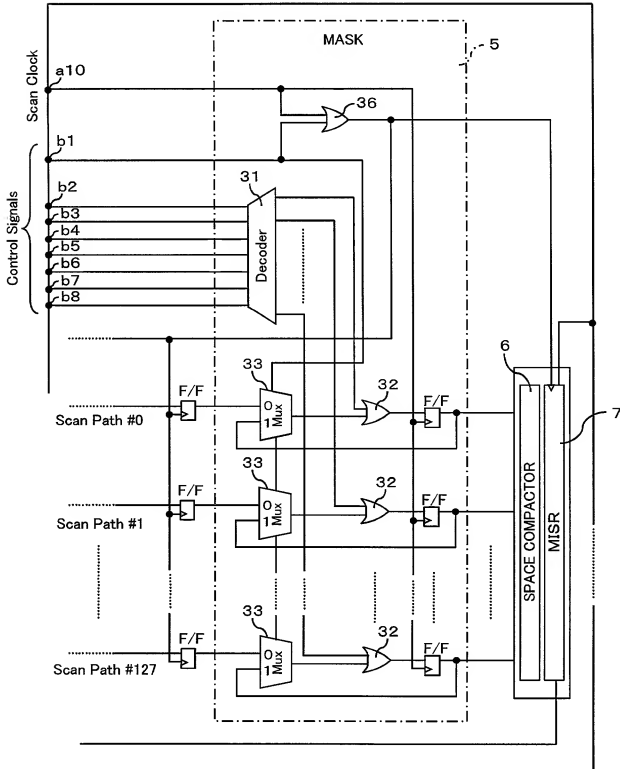 MASK
5
Scan Clock
a10
36
b1
Control Signals
b2
31
b3
b4
b5
b6
b7
b8
Decoder
6
33
F/F
0
1
Mux
32
F/F
7
Scan Path #0
33
F/F
0
1
Mux
32
F/F
Scan Path #1
SPACE COMPACTOR
MISR
33
F/F
0
1
Mux
32
F/F
Scan Path #127